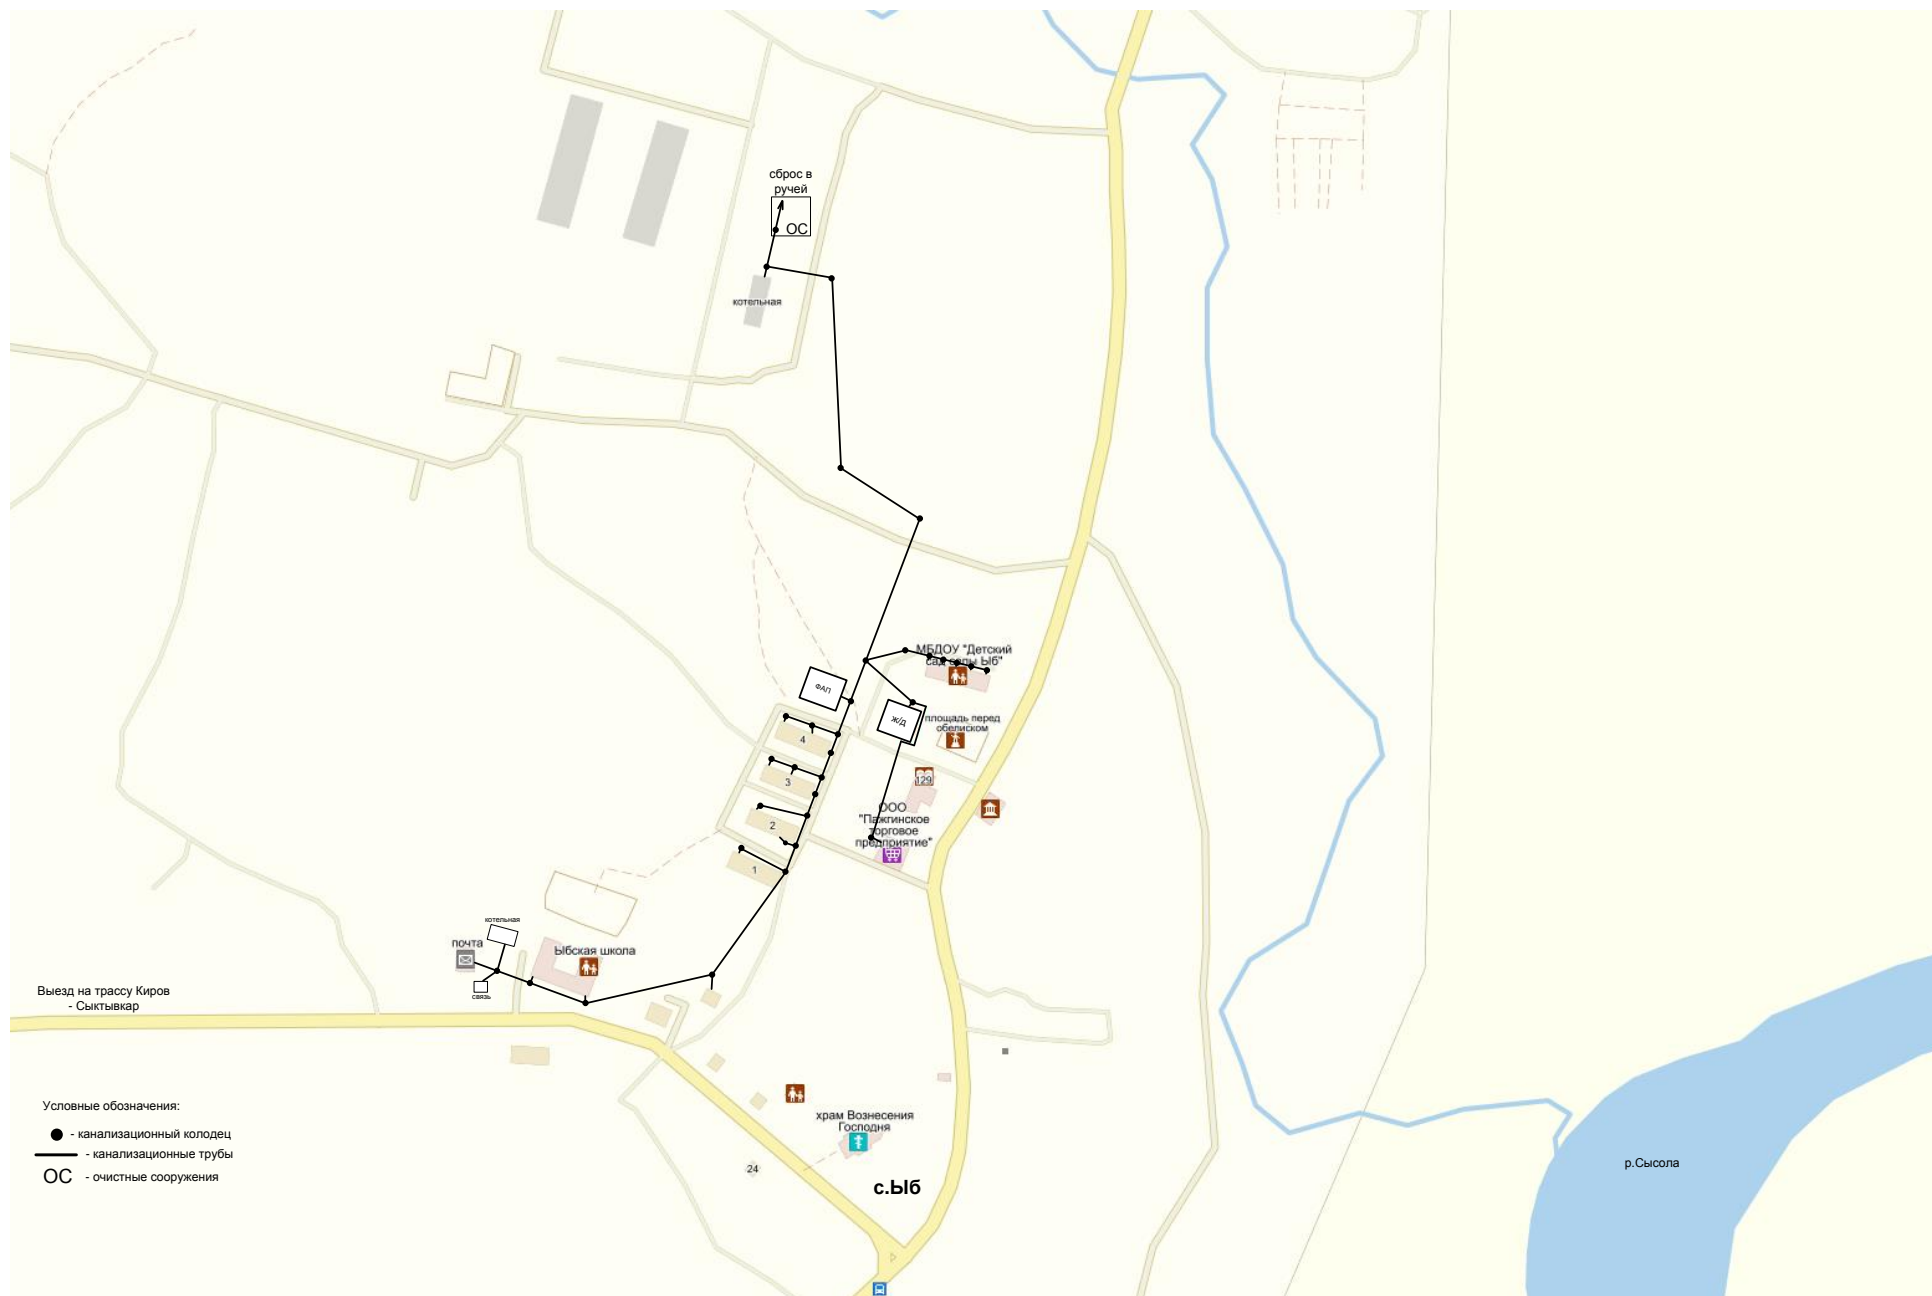 сброс в
ручей
ОС
котельная
МБДОУ "Детский
сад селы Ыб"
ФАП
ж/д
площадь перед
обелиском
4
3
129
ООО
"Пажгинское
торговое
предприятие"
2
1
котельная
почта
Ыбская школа
связь
Выезд на трассу Киров
- Сыктывкар
Условные обозначения:
- канализационный колодец
- канализационные трубы
ОС - очистные сооружения
храм Вознесения
Господня
24
с.Ыб
р.Сысола